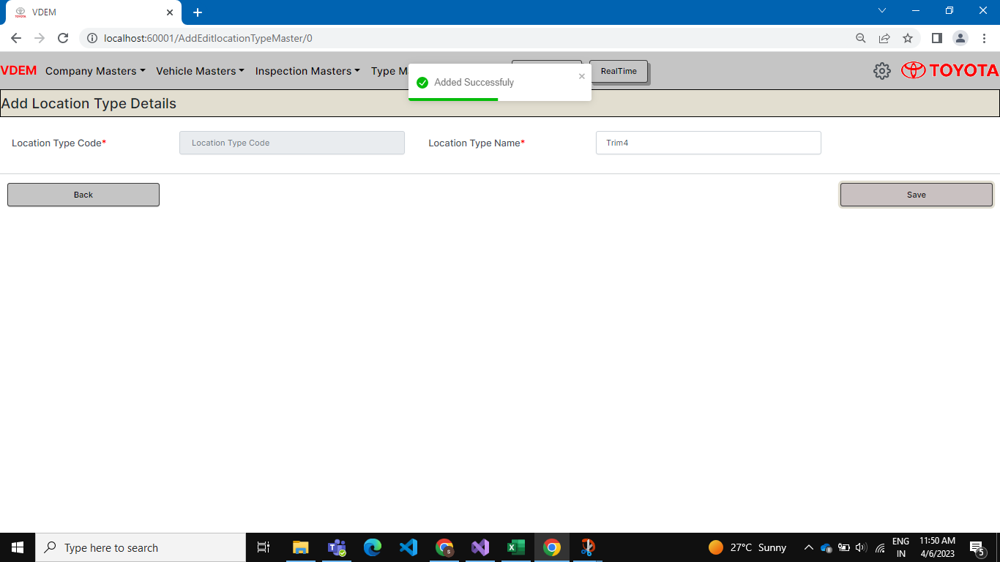 VDEM
localhost:60001/AddEditlocationTypeMaster/0
VDEM Company Masters Vehicle Masters Inspection Masters Type M RealTime TOYOTA
Added Successfuly
Add Location Type Details
Location Type Code* Location Type Code Location Type Name* Trim4
Back Save
Type here to search 27°C Sunny ENG IN 11:50 AM 4/6/2023 5